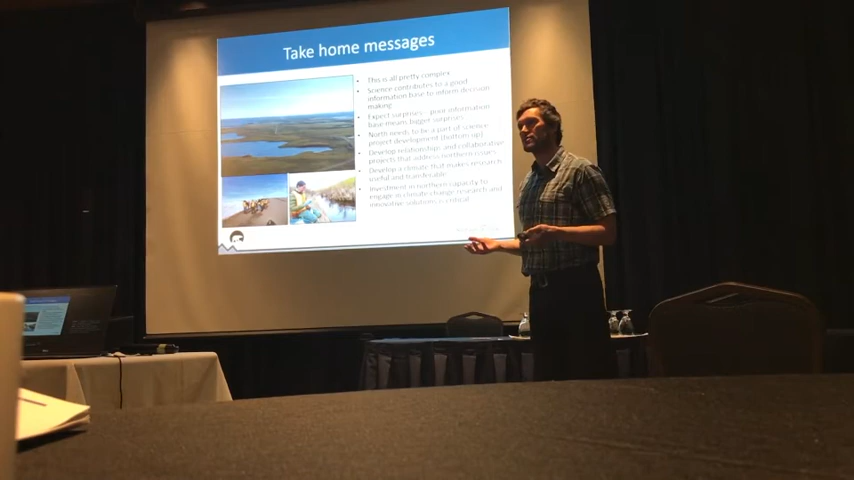 Take home messages
• This is all pretty complex
• Science contributes to a good
information base to inform decision
making
• Expect surprises – poor information
base means bigger surprises
• North needs to be a part of science
project development (bottom up)
• Develop relationships and collaborative
projects that address northern issues
• Develop a climate that makes research
useful and transferable
• Investment in northern capacity to
engage in climate change research and
innovative solutions is critical